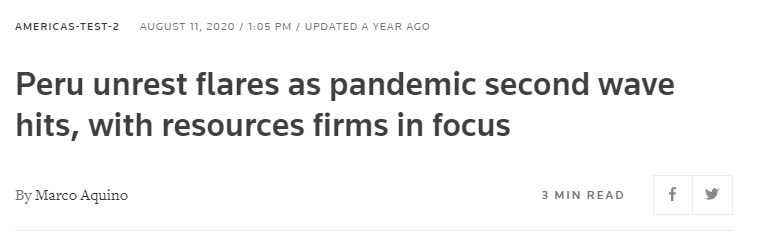 AMERICAS-TEST-2 AUGUST 11, 2020 / 1:05 PM / UPDATED A YEAR AGO
Peru unrest flares as pandemic second wave
hits, with resources firms in focus
By Marco Aquino 3 MIN READ